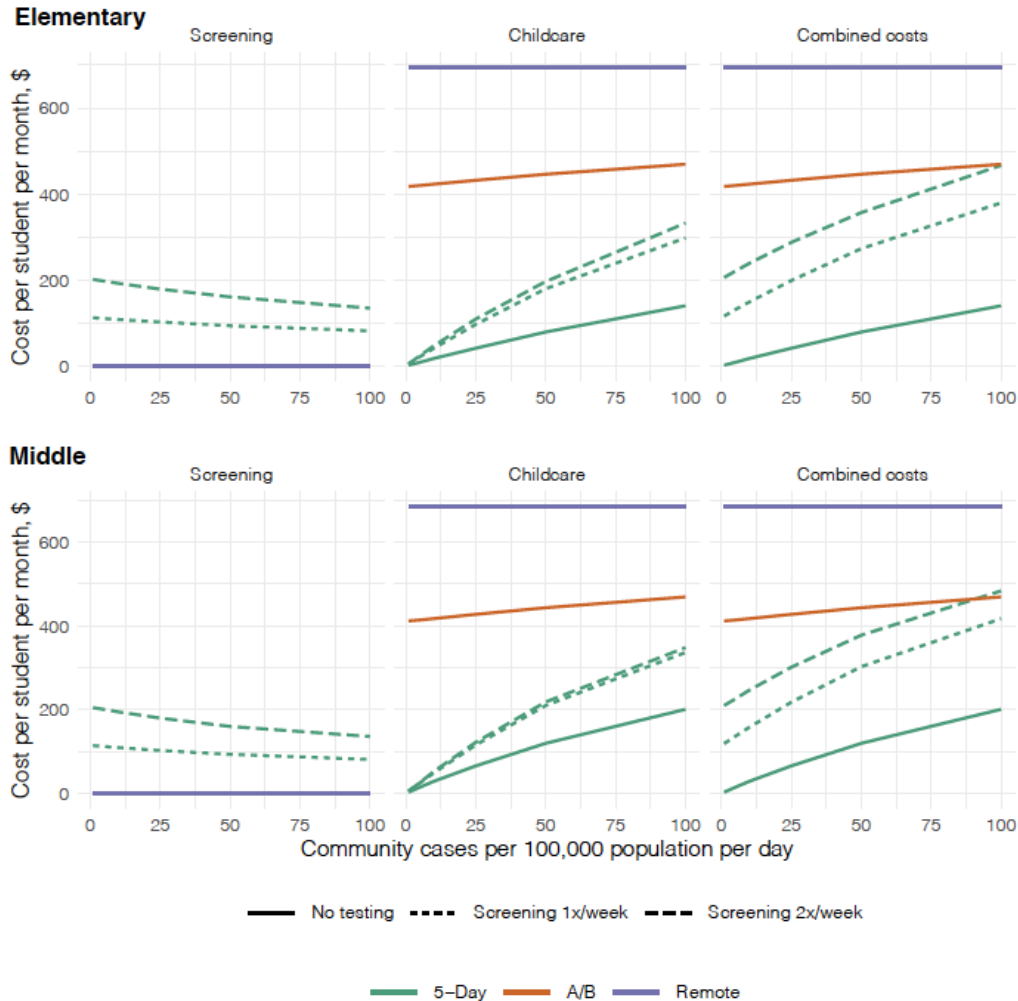 Elementary
Screening Childcare Combined costs
Cost per student per month, $
600
400
200
0
0 25 50 75 100 0 25 50 75 100 0 25 50 75 100
Middle
Screening Childcare Combined costs
Cost per student per month, $
600
400
200
0
0 25 50 75 100 0 25 50 75 100 0 25 50 75 100
Community cases per 100,000 population per day
No testing Screening 1x/week Screening 2x/week
5−Day A/B Remote